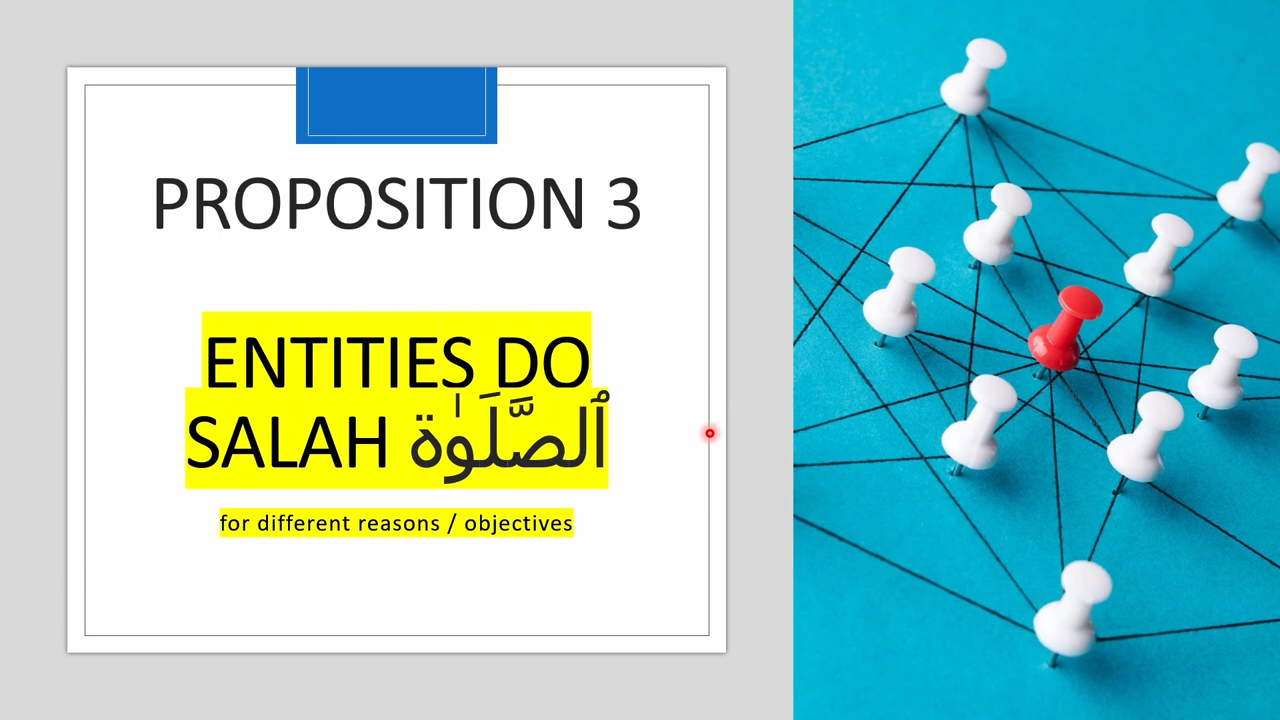 PROPOSITION 3
ENTITIES DO
SALAH ٱلصَّلَوٰة
for different reasons / objectives